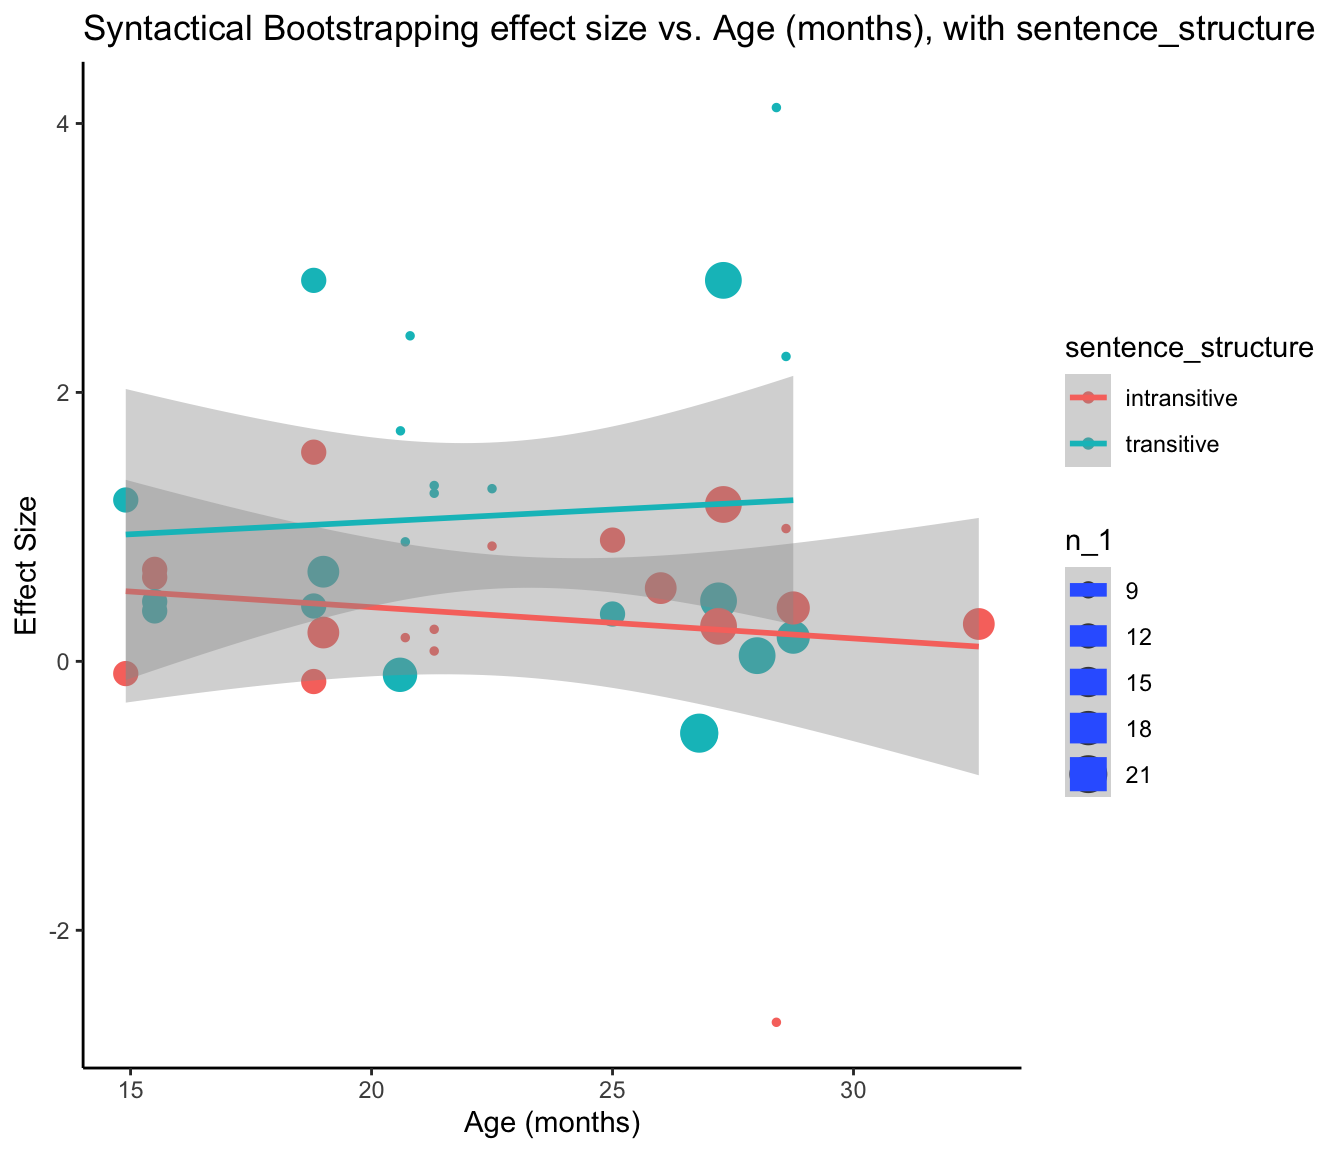 Syntactical Bootstrapping effect size vs. Age (months), with sentence_structure
Effect Size
4
2
0
-2
15 20 25 30
Age (months)
sentence_structure
intransitive
transitive
n_1
9
12
15
18
21